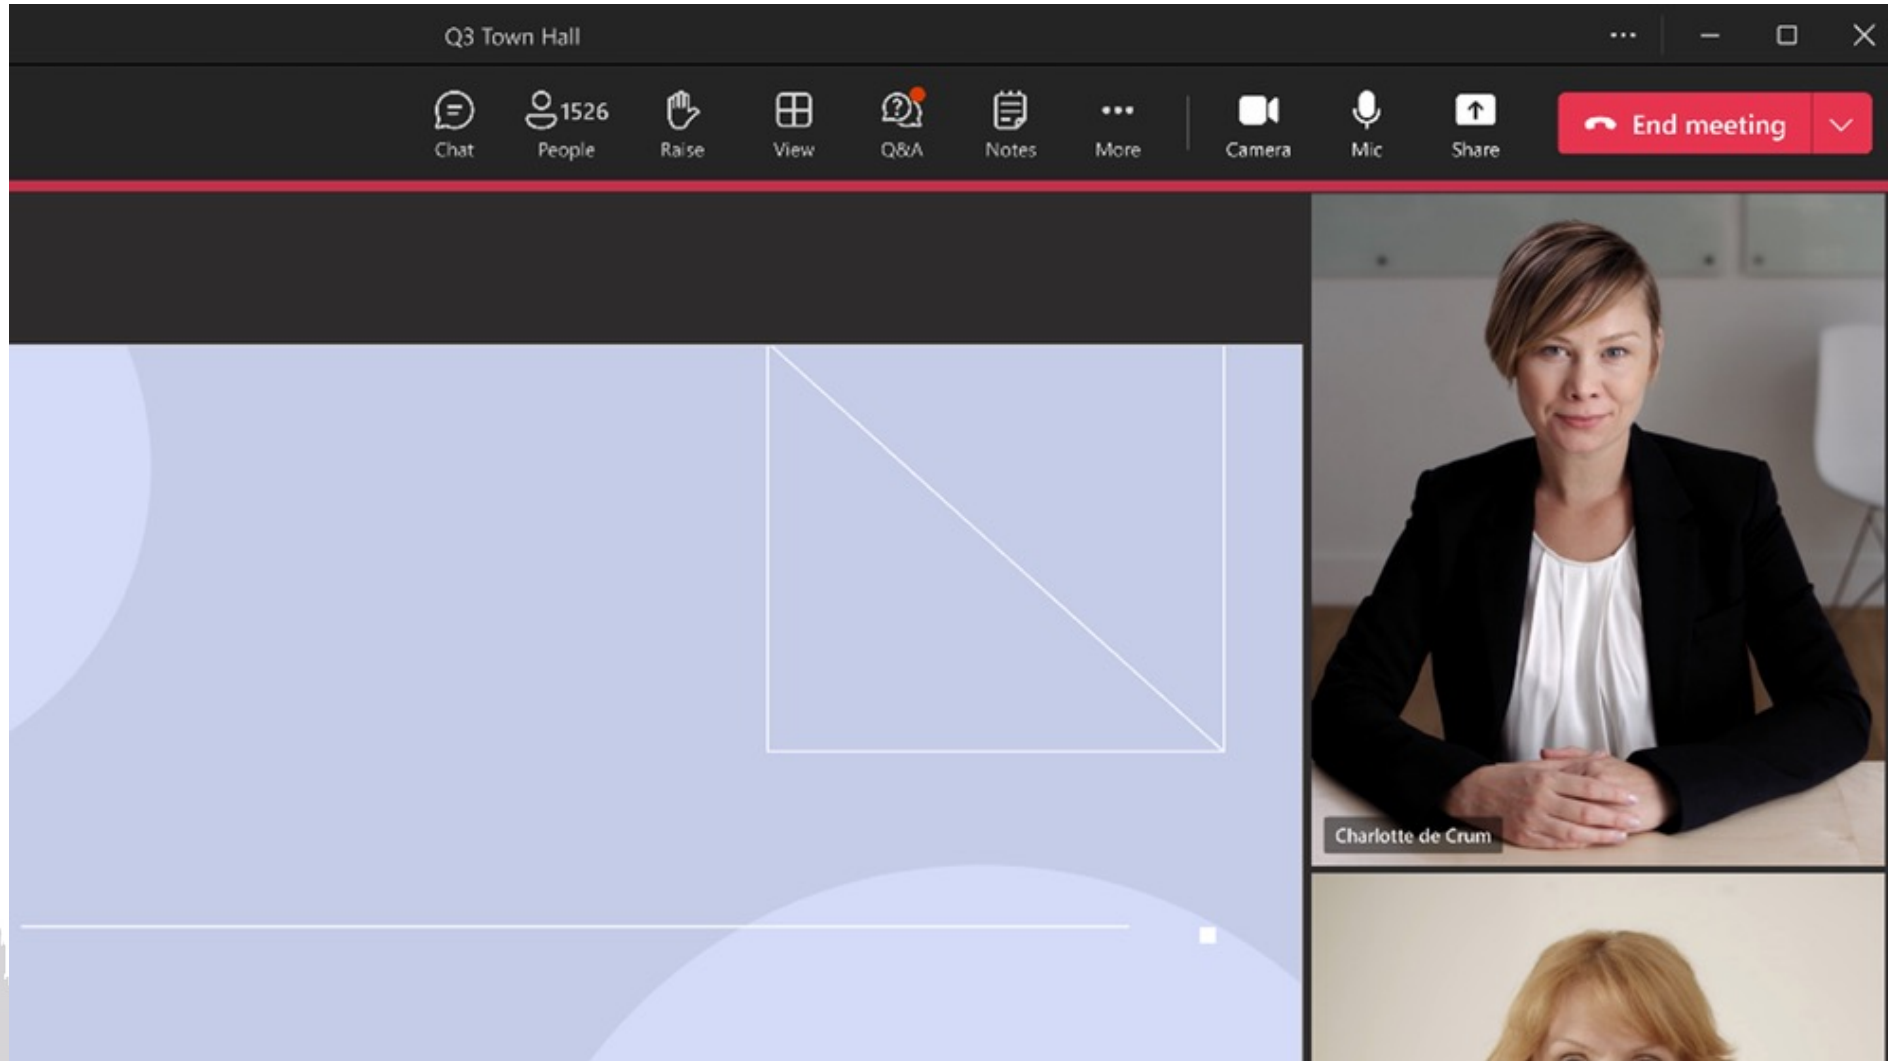 Q3 Town Hall
1526
Chat People Raise View Q&A Notes More Camera Mic Share End meeting
Charlotte de Crum